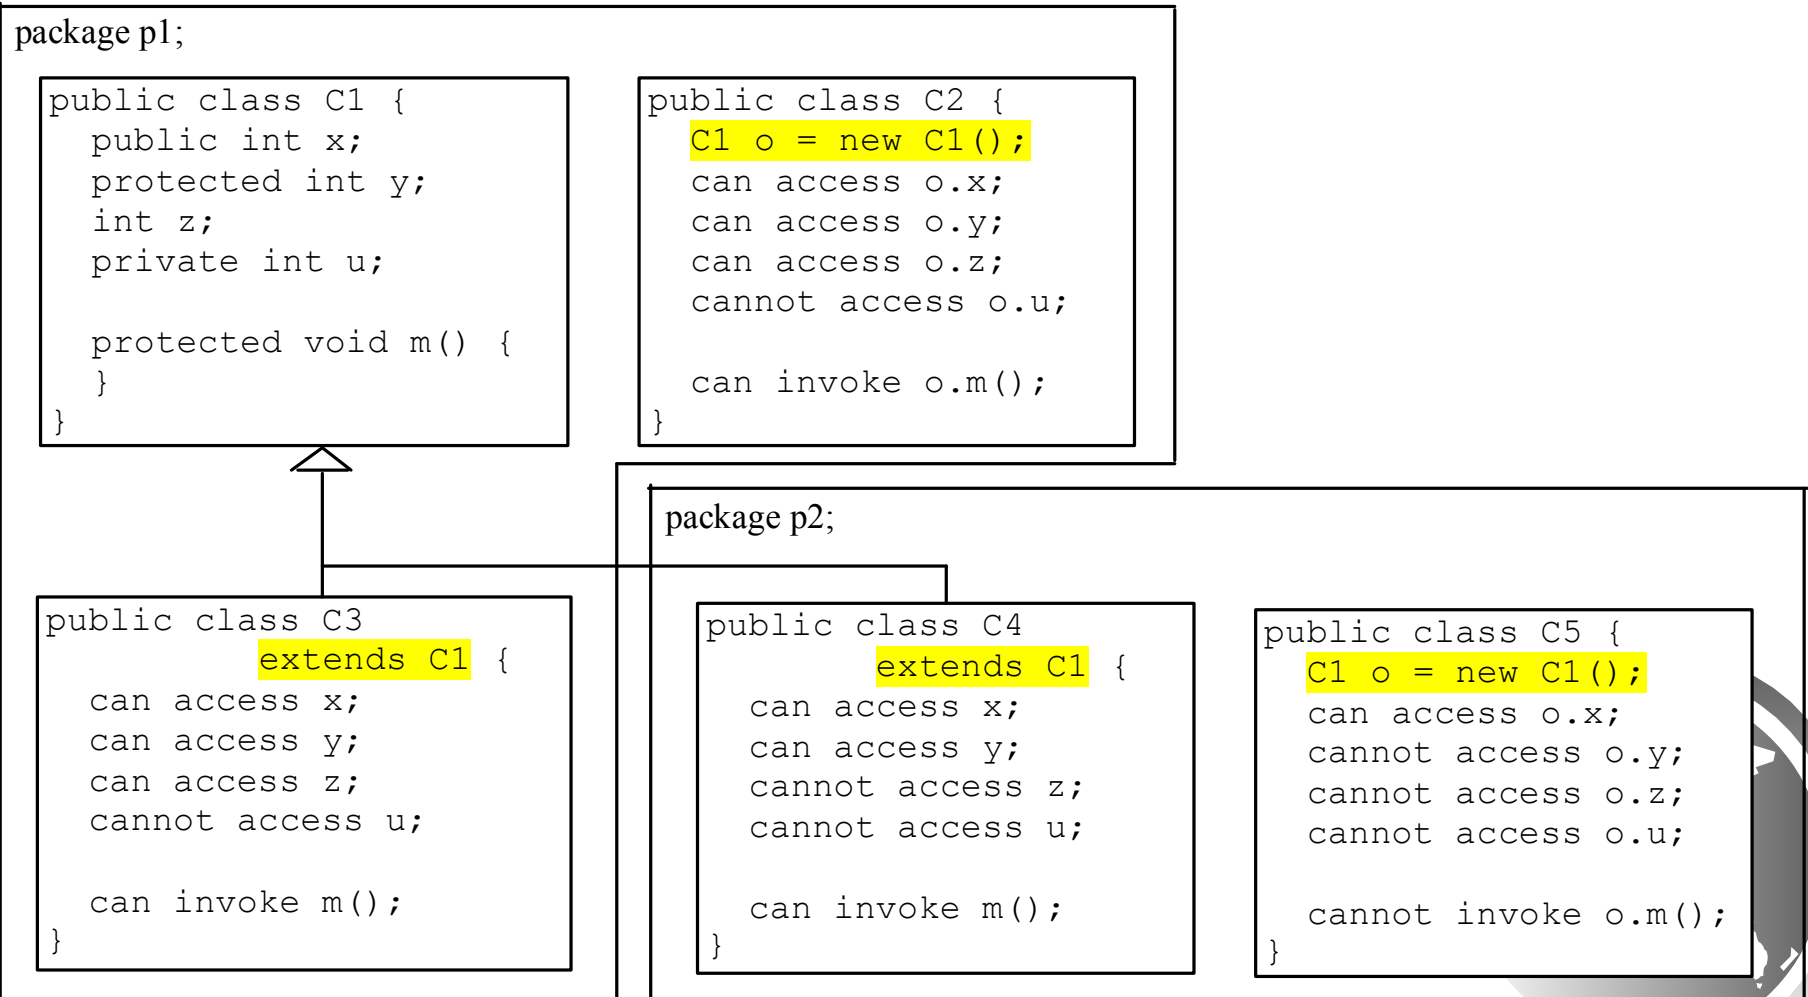 package p1;
public class C1 {
public int x;
protected int y;
int z;
private int u;
protected void m() {
}
}
public class C2 {
C1 o = new C1();
can access o.x;
can access o.y;
can access o.z;
cannot access o.u;
can invoke o.m();
}
public class C3
extends C1 {
can access x;
can access y;
can access z;
cannot access u;
can invoke m();
}
package p2;
public class C4
extends C1 {
can access x;
can access y;
cannot access z;
cannot access u;
can invoke m();
}
public class C5 {
C1 o = new C1();
can access o.x;
cannot access o.y;
cannot access o.z;
cannot access o.u;
cannot invoke o.m();
}